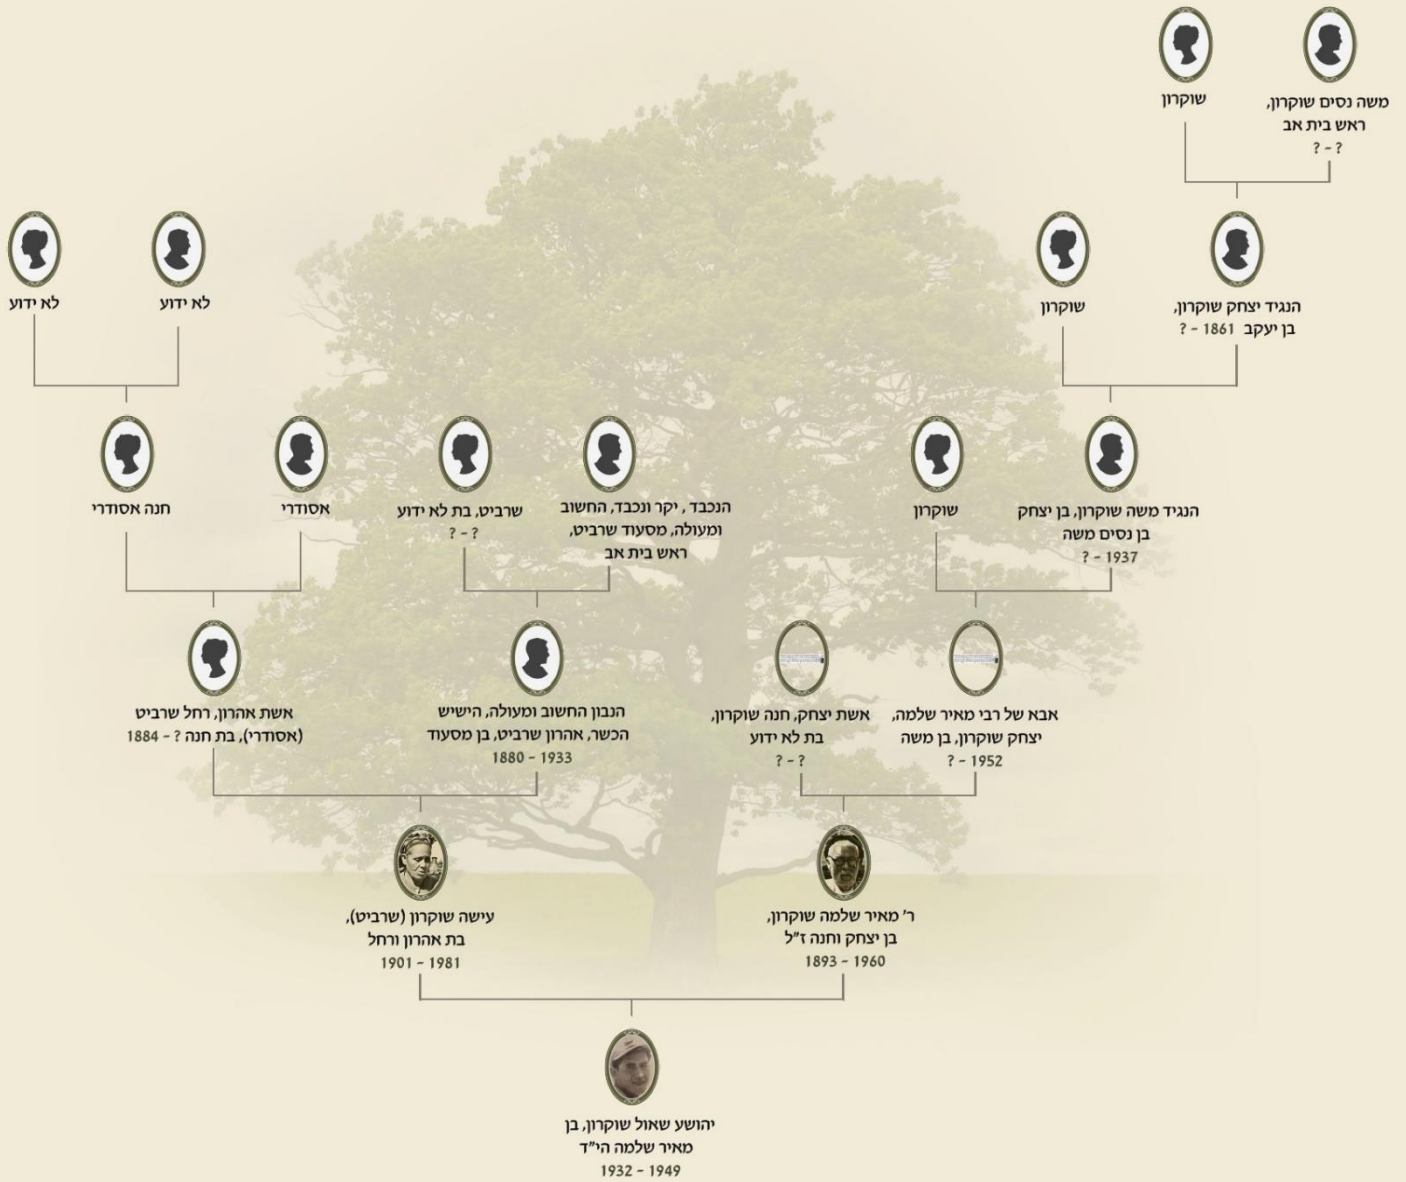 שוקרון
משה נסים שוקרון,
ראש בית אב
? - ?
לא ידוע
לא ידוע
שוקרון
הנגיד יצחק שוקרון,
בן יעקב 1861 - ?
חנה אסודרי
אסודרי
שרביט, בת לא ידוע
? - ?
הנכבד , יקר ונכבד, החשוב
ומעולה, מסעוד שרביט,
ראש בית אב
שוקרון
הנגיד משה שוקרון, בן יצחק
בן נסים משה
? - 1937
אשת אהרון, רחל שרביט
(אסודרי), בת חנה ? - 1884
הנבון החשוב ומעולה, הישיש
הכשר, אהרון שרביט, בן מסעוד
1880 - 1933
אשת יצחק, חנה שוקרון,
בת לא ידוע
? - ?
אבא של רבי מאיר שלמה,
יצחק שוקרון, בן משה
? - 1952
עישה שוקרון (שרביט),
בת אהרון ורחל
1901 - 1981
ר' מאיר שלמה שוקרון,
בן יצחק וחנה ז"ל
1893 - 1960
יהושע שאול שוקרון, בן
מאיר שלמה הי"ד
1932 - 1949